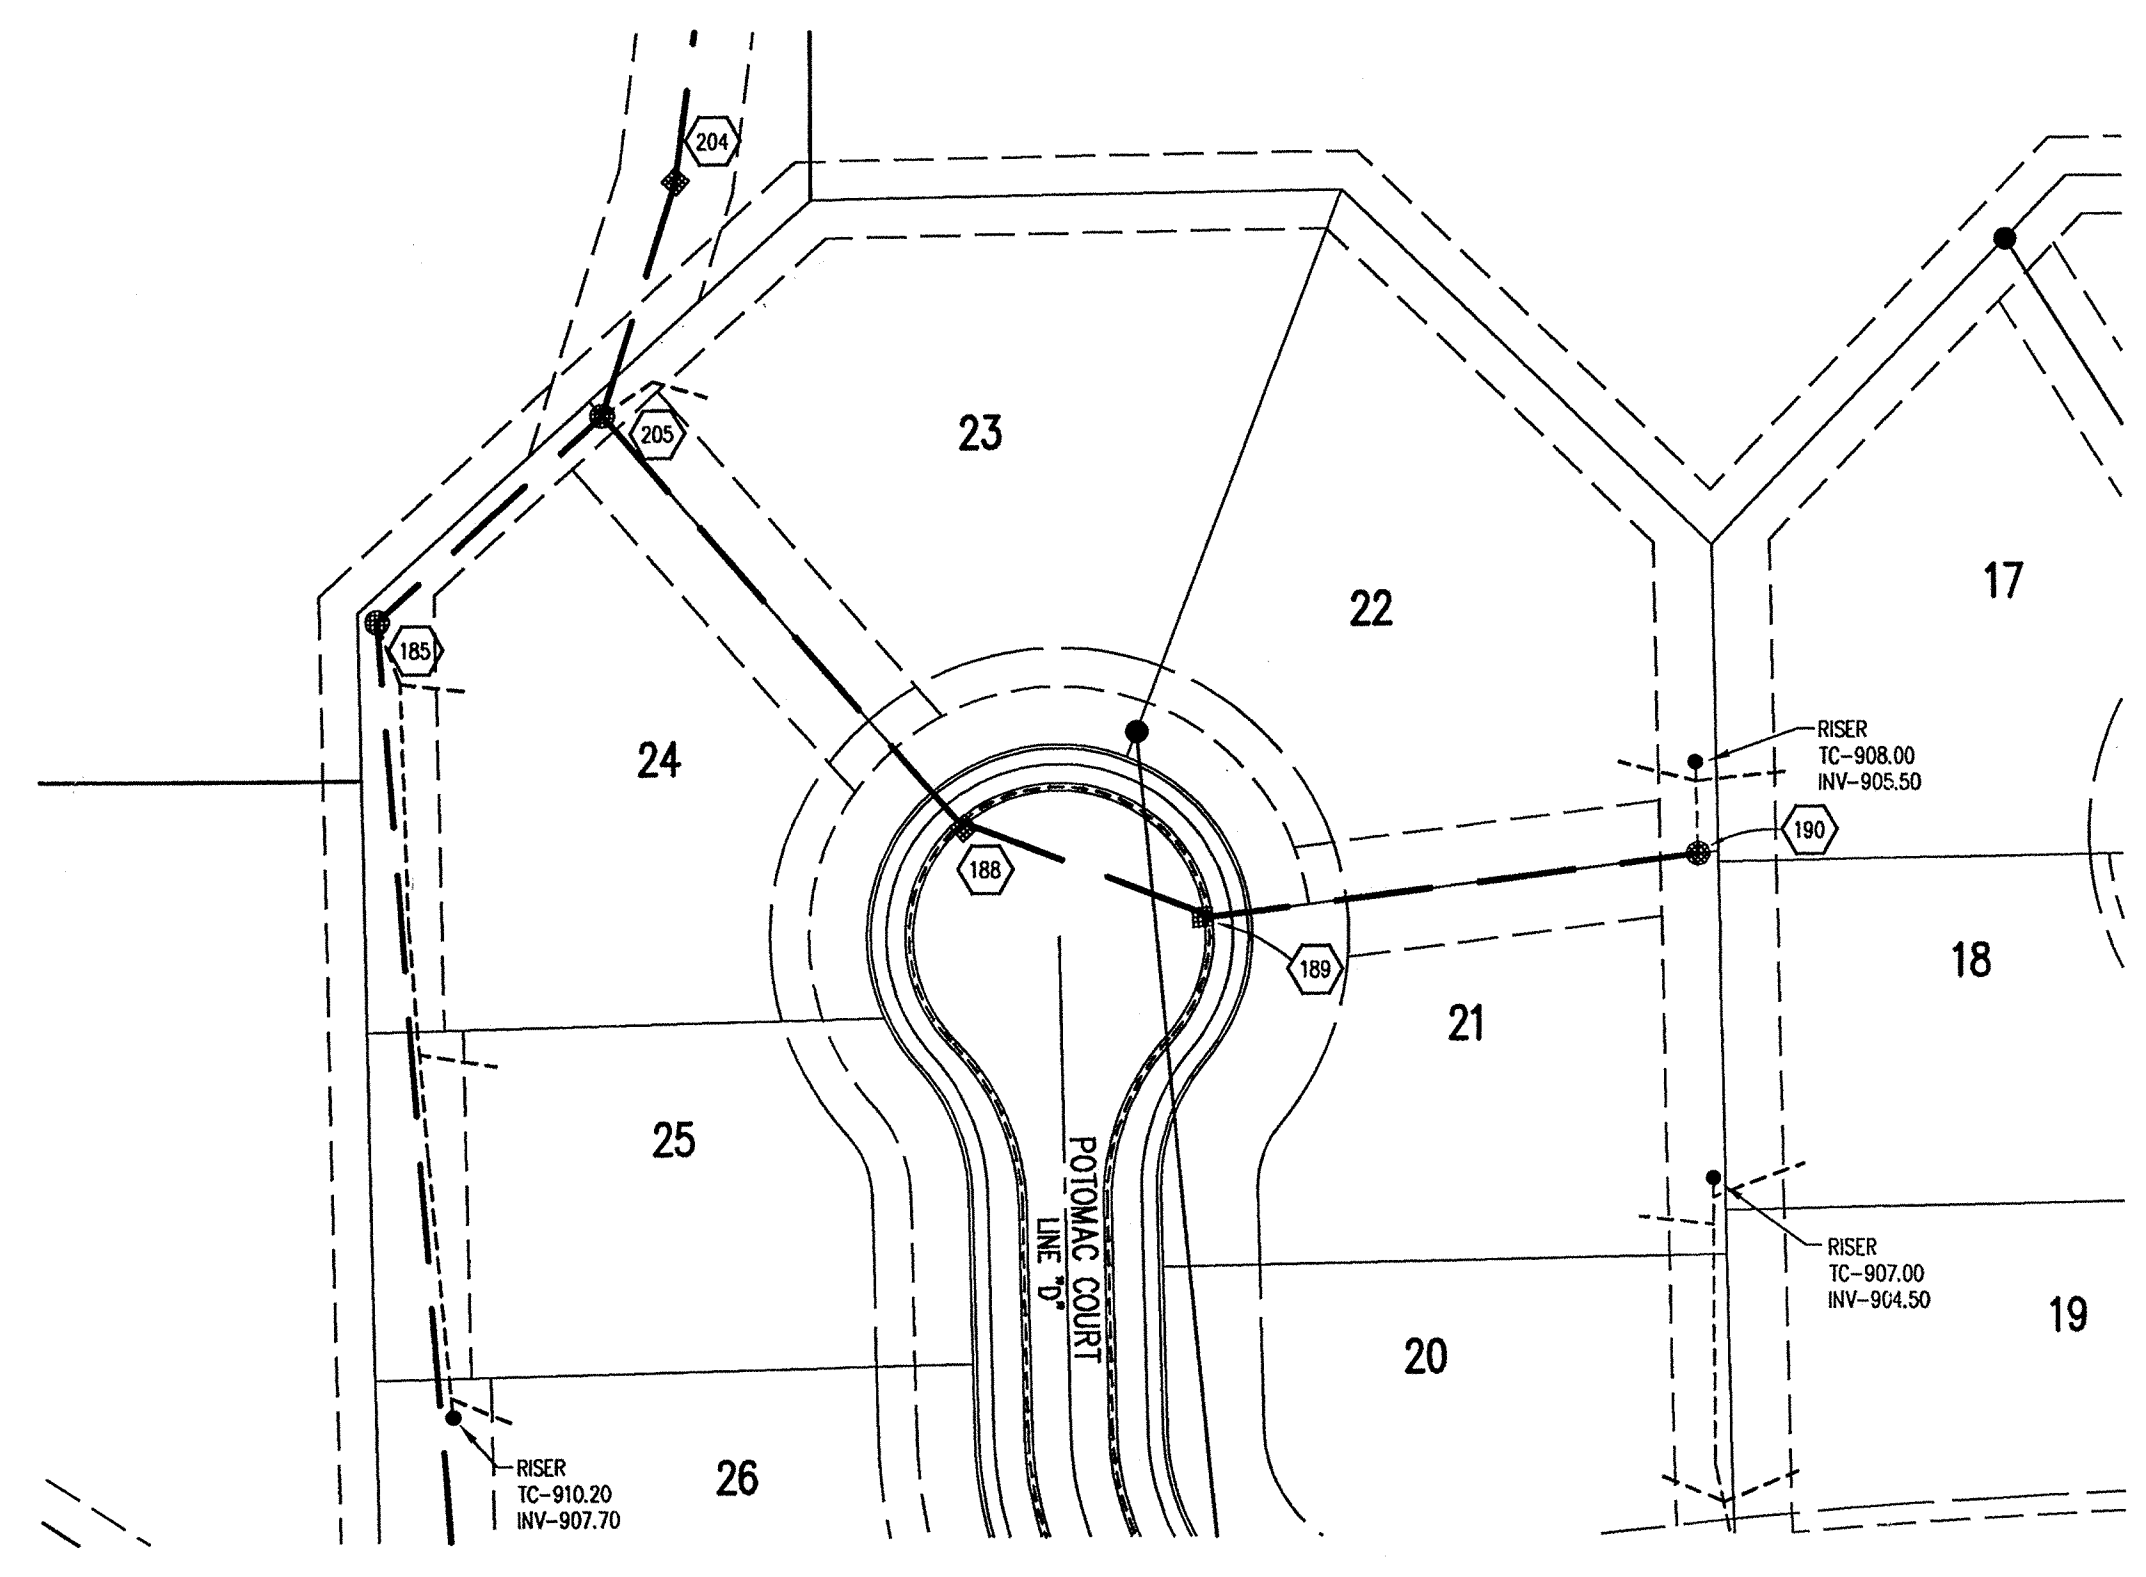 204
205
23
17
22
185
RISER
TC-908.00
INV-905.50
24
190
188
189
18
21
25
POTOMAC COURT
LINE "D"
RISER
TC-907.00
INV-904.50
19
20
26
RISER
TC-910.20
INV-907.70